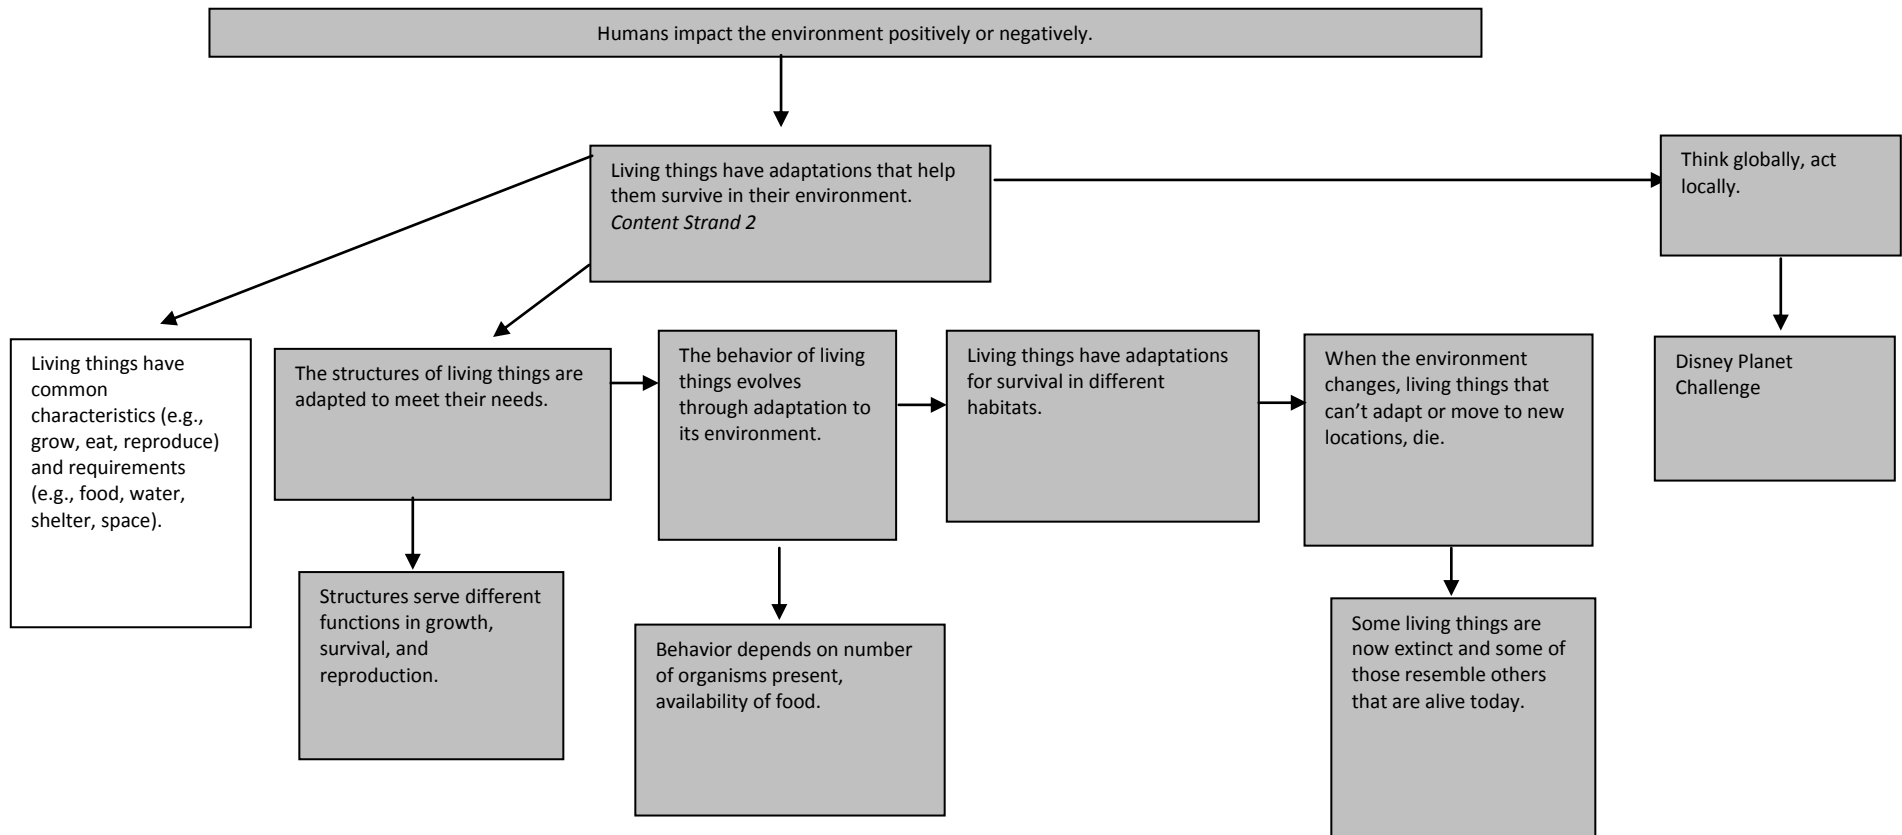 Humans impact the environment positively or negatively.
Living things have adaptations that help
them survive in their environment.
Content Strand 2
Think globally, act
locally.
Living things have
common
characteristics (e.g.,
grow, eat, reproduce)
and requirements
(e.g., food, water,
shelter, space).
The structures of living things are
adapted to meet their needs.
The behavior of living
things evolves
through adaptation to
its environment.
Living things have adaptations
for survival in different
habitats.
When the environment
changes, living things that
can’t adapt or move to new
locations, die.
Disney Planet
Challenge
Structures serve different
functions in growth,
survival, and
reproduction.
Behavior depends on number
of organisms present,
availability of food.
Some living things are
now extinct and some of
those resemble others
that are alive today.